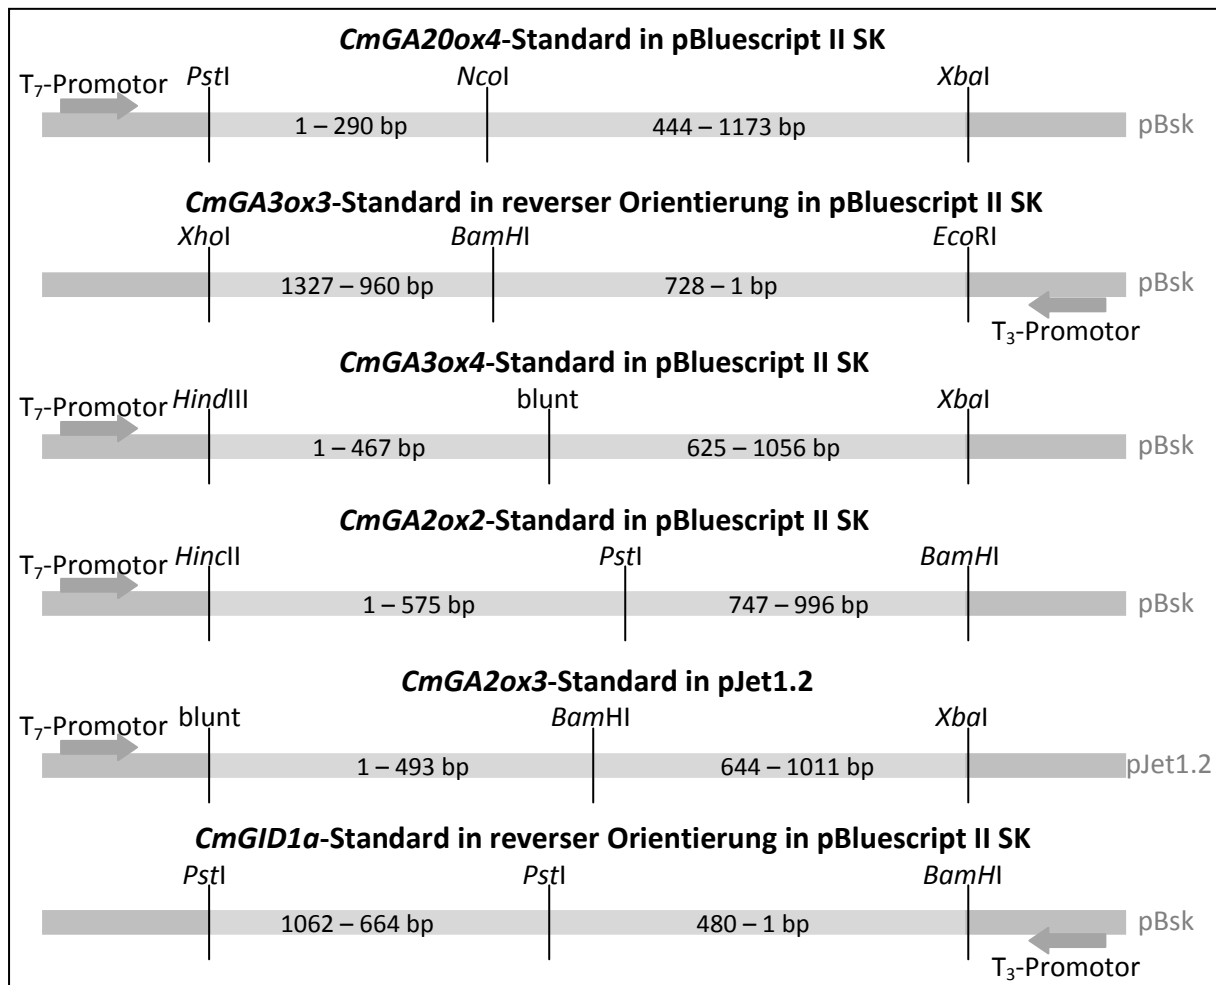 CmGA20ox4-Standard in pBluescript II SK
T7-Promotor PstI NcoI XbaI
1 – 290 bp 444 – 1173 bp pBsk
CmGA3ox3-Standard in reverser Orientierung in pBluescript II SK
XhoI BamHI EcoRI
1327 – 960 bp 728 – 1 bp pBsk
T3-Promotor
CmGA3ox4-Standard in pBluescript II SK
T7-Promotor HindIII blunt XbaI
1 – 467 bp 625 – 1056 bp pBsk
CmGA2ox2-Standard in pBluescript II SK
T7-Promotor HincII PstI BamHI
1 – 575 bp 747 – 996 bp pBsk
CmGA2ox3-Standard in pJet1.2
T7-Promotor blunt BamHI XbaI
1 – 493 bp 644 – 1011 bp pJet1.2
CmGID1a-Standard in reverser Orientierung in pBluescript II SK
PstI PstI BamHI
1062 – 664 bp 480 – 1 bp pBsk
T3-Promotor